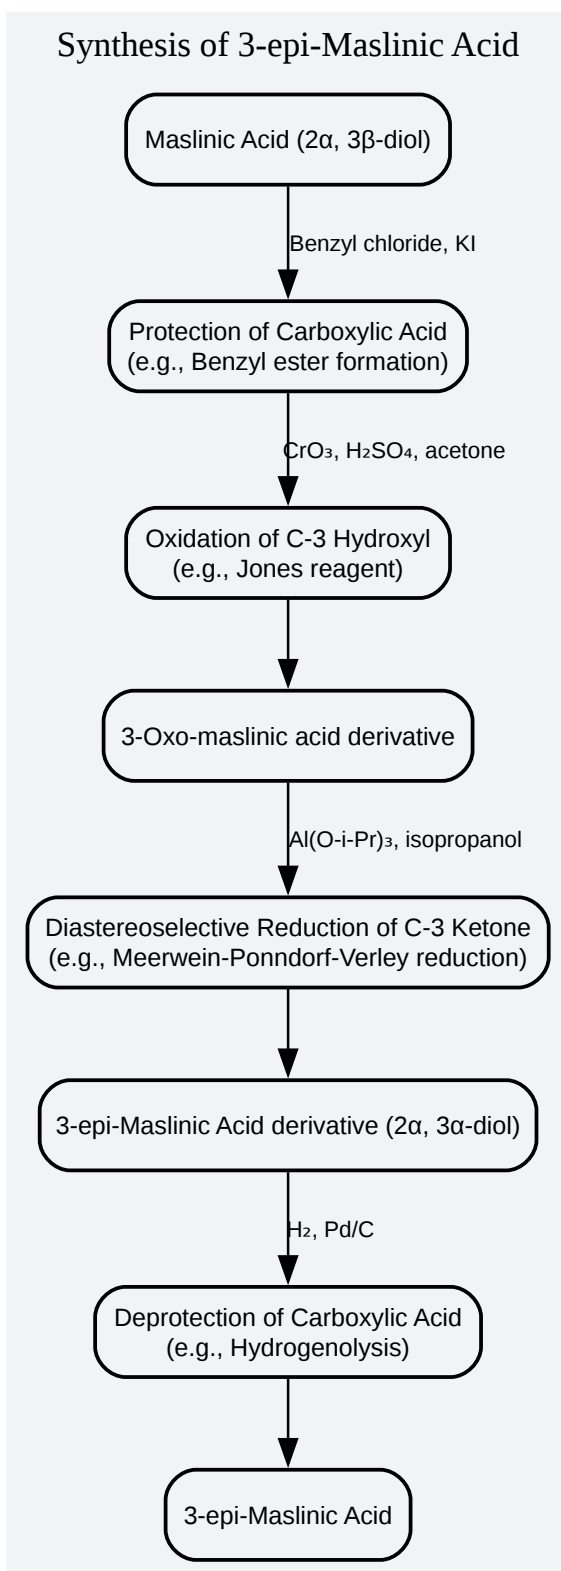 Synthesis of 3-epi-Maslinic Acid
Maslinic Acid (2α, 3β-diol)
Benzyl chloride, KI
Protection of Carboxylic Acid
(e.g., Benzyl ester formation)
CrO₃, H₂SO₄, acetone
Oxidation of C-3 Hydroxyl
(e.g., Jones reagent)
3-Oxo-maslinic acid derivative
Al(O-i-Pr)₃, isopropanol
Diastereoselective Reduction of C-3 Ketone
(e.g., Meerwein-Ponndorf-Verley reduction)
3-epi-Maslinic Acid derivative (2α, 3α-diol)
H₂, Pd/C
Deprotection of Carboxylic Acid
(e.g., Hydrogenolysis)
3-epi-Maslinic Acid